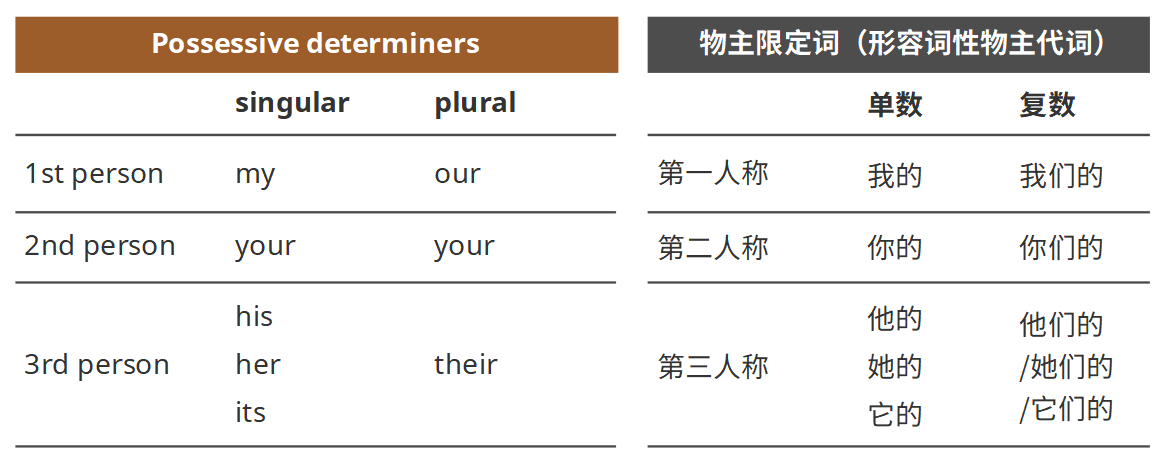 Possessive determiners
singular plural
1st person my our
2nd person your your
his
3rd person her their
its
物主限定词（形容词性物主代词）
单数 复数
第一人称 我的 我们的
第二人称 你的 你们的
他的 他们的
第三人称 她的 /她们的
它的 /它们的